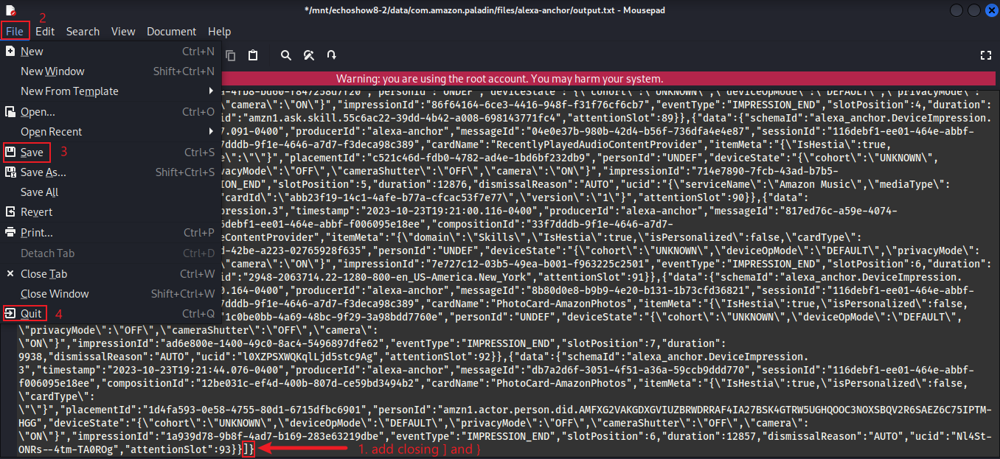 */mnt/echoshow8-2/data/com.amazon.paladin/files/alexa-anchor/output.txt - Mousepad
2
File Edit Search View Document Help
New Ctrl+N
New Window Shift+Ctrl+N
New From Template
Open... Ctrl+O
Open Recent
Save 3 Ctrl+S
Save As... Shift+Ctrl+S
Save All
Revert
Print... Ctrl+P
Detach Tab Ctrl+D
Close Tab Ctrl+W
Close Window Shift+Ctrl+W
Quit 4 Ctrl+Q
Warning: you are using the root account. You may harm your system.
a-4fb8-bd60-f847258d7f20","personId":"UNDEF","deviceState":"{\"cohort\":\"UNKNOWN\",\"deviceOpMode\":\"DEFAULT\",\"privacyMode\":
\"camera\":\"ON\"}","impressionId":"86f64164-6ce3-4416-948f-f31f76cf6cb7","eventType":"IMPRESSION_END","slotPosition":4,"duration":
id":"amzn1.ask.skill.55c6ac22-39dd-4b42-a008-698143771fc4","attentionSlot":89}},{"data":{"schemaId":"alexa_anchor.DeviceImpression.
7.091-0400","producerId":"alexa-anchor","messageId":"04e0e37b-980b-42d4-b56f-736dfa4e4e87","sessionId":"116debf1-ee01-464e-abbf-
7dddb-9f1e-4646-a7d7-f3deca98c389","cardName":"RecentlyPlayedAudioContentProvider","itemMeta":"{\"IsHestia\":true,
e\":\"\"}","placementId":"c521c46d-fdb0-4782-ad4e-1bd6bf232db9","personId":"UNDEF","deviceState":"{\"cohort\":\"UNKNOWN\",
vacyMode\":\"OFF\",\"cameraShutter\":\"OFF\",\"camera\":\"ON\"}","impressionId":"714e7890-7fcb-43ad-b7b5-
ION_END","slotPosition":5,"duration":12876,"dismissalReason":"AUTO","ucid":"{\"serviceName\":\"Amazon Music\",\"mediaType\":
"cardId\":\"abb23f19-14c1-4afe-b77a-cfcac53f7e77\",\"version\":\"1\"}","attentionSlot":90}},{"data":
pression.3","timestamp":"2023-10-23T19:21:00.116-0400","producerId":"alexa-anchor","messageId":"817ed76c-a59e-4074-
6debf1-ee01-464e-abbf-f006095e18ee","compositionId":"33f7dddb-9f1e-4646-a7d7-
eContentProvider","itemMeta":"{\"domain\":\"Skills\",\"IsHestia\":true,\"isPersonalized\":false,\"cardType\":
d-42be-a223-02765928f635","personId":"UNDEF","deviceState":"{\"cohort\":\"UNKNOWN\",\"deviceOpMode\":\"DEFAULT\",\"privacyMode\":
\"camera\":\"ON\"}","impressionId":"7e727c12-03b5-49ea-b001-f963225c2501","eventType":"IMPRESSION_END","slotPosition":6,"duration":
id":"2948-2063714.22-1280-800-en_US-America.New_York","attentionSlot":91}},{"data":{"schemaId":"alexa_anchor.DeviceImpression.
0.164-0400","producerId":"alexa-anchor","messageId":"8b80d0e8-b9b9-4e20-b131-1b73cfd36821","sessionId":"116debf1-ee01-464e-abbf-
7dddb-9f1e-4646-a7d7-f3deca98c389","cardName":"PhotoCard-AmazonPhotos","itemMeta":"{\"IsHestia\":true,\"isPersonalized\":false,
"1c0be0bb-4a69-48bc-9f29-3a98bdd7760e","personId":"UNDEF","deviceState":"{\"cohort\":\"UNKNOWN\",\"deviceOpMode\":\"DEFAULT\",
\"privacyMode\":\"OFF\",\"cameraShutter\":\"OFF\",\"camera\":
\"ON\"}","impressionId":"ad6e800e-1400-49c0-8ac4-5496897dfe62","eventType":"IMPRESSION_END","slotPosition":7,"duration":
9938,"dismissalReason":"AUTO","ucid":"l0XZPSXWQKqlLjd5stc9Ag","attentionSlot":92}},{"data":{"schemaId":"alexa_anchor.DeviceImpression.
3","timestamp":"2023-10-23T19:21:44.076-0400","producerId":"alexa-anchor","messageId":"db7a2d6f-3051-4f51-a36a-59ccb9ddd770","sessionId":"116debf1-ee01-464e-abbf-
f006095e18ee","compositionId":"12be031c-ef4d-400b-807d-ce59bd3494b2","cardName":"PhotoCard-AmazonPhotos","itemMeta":"{\"IsHestia\":true,\"isPersonalized\":false,
\"cardType\":
\"\"}","placementId":"1d4fa593-0e58-4755-80d1-6715dfbc6901","personId":"amzn1.actor.person.did.AMFXG2VAKGDXGVIUZBRWDRRAF4IA27BSK4GTRW5UGHQOOC3NOXSBQV2R6SAEZ6C75IPTM-
HGG","deviceState":"{\"cohort\":\"UNKNOWN\",\"deviceOpMode\":\"DEFAULT\",\"privacyMode\":\"OFF\",\"cameraShutter\":\"OFF\",\"camera\":
\"ON\"}","impressionId":"1a939d78-9b8f-4ad7-b169-283e63219dbe","eventType":"IMPRESSION_END","slotPosition":6,"duration":12857,"dismissalReason":"AUTO","ucid":"Nl4St-
ONRs--4tm-TA0ROg","attentionSlot":93}}]} 1. add closing ] and }